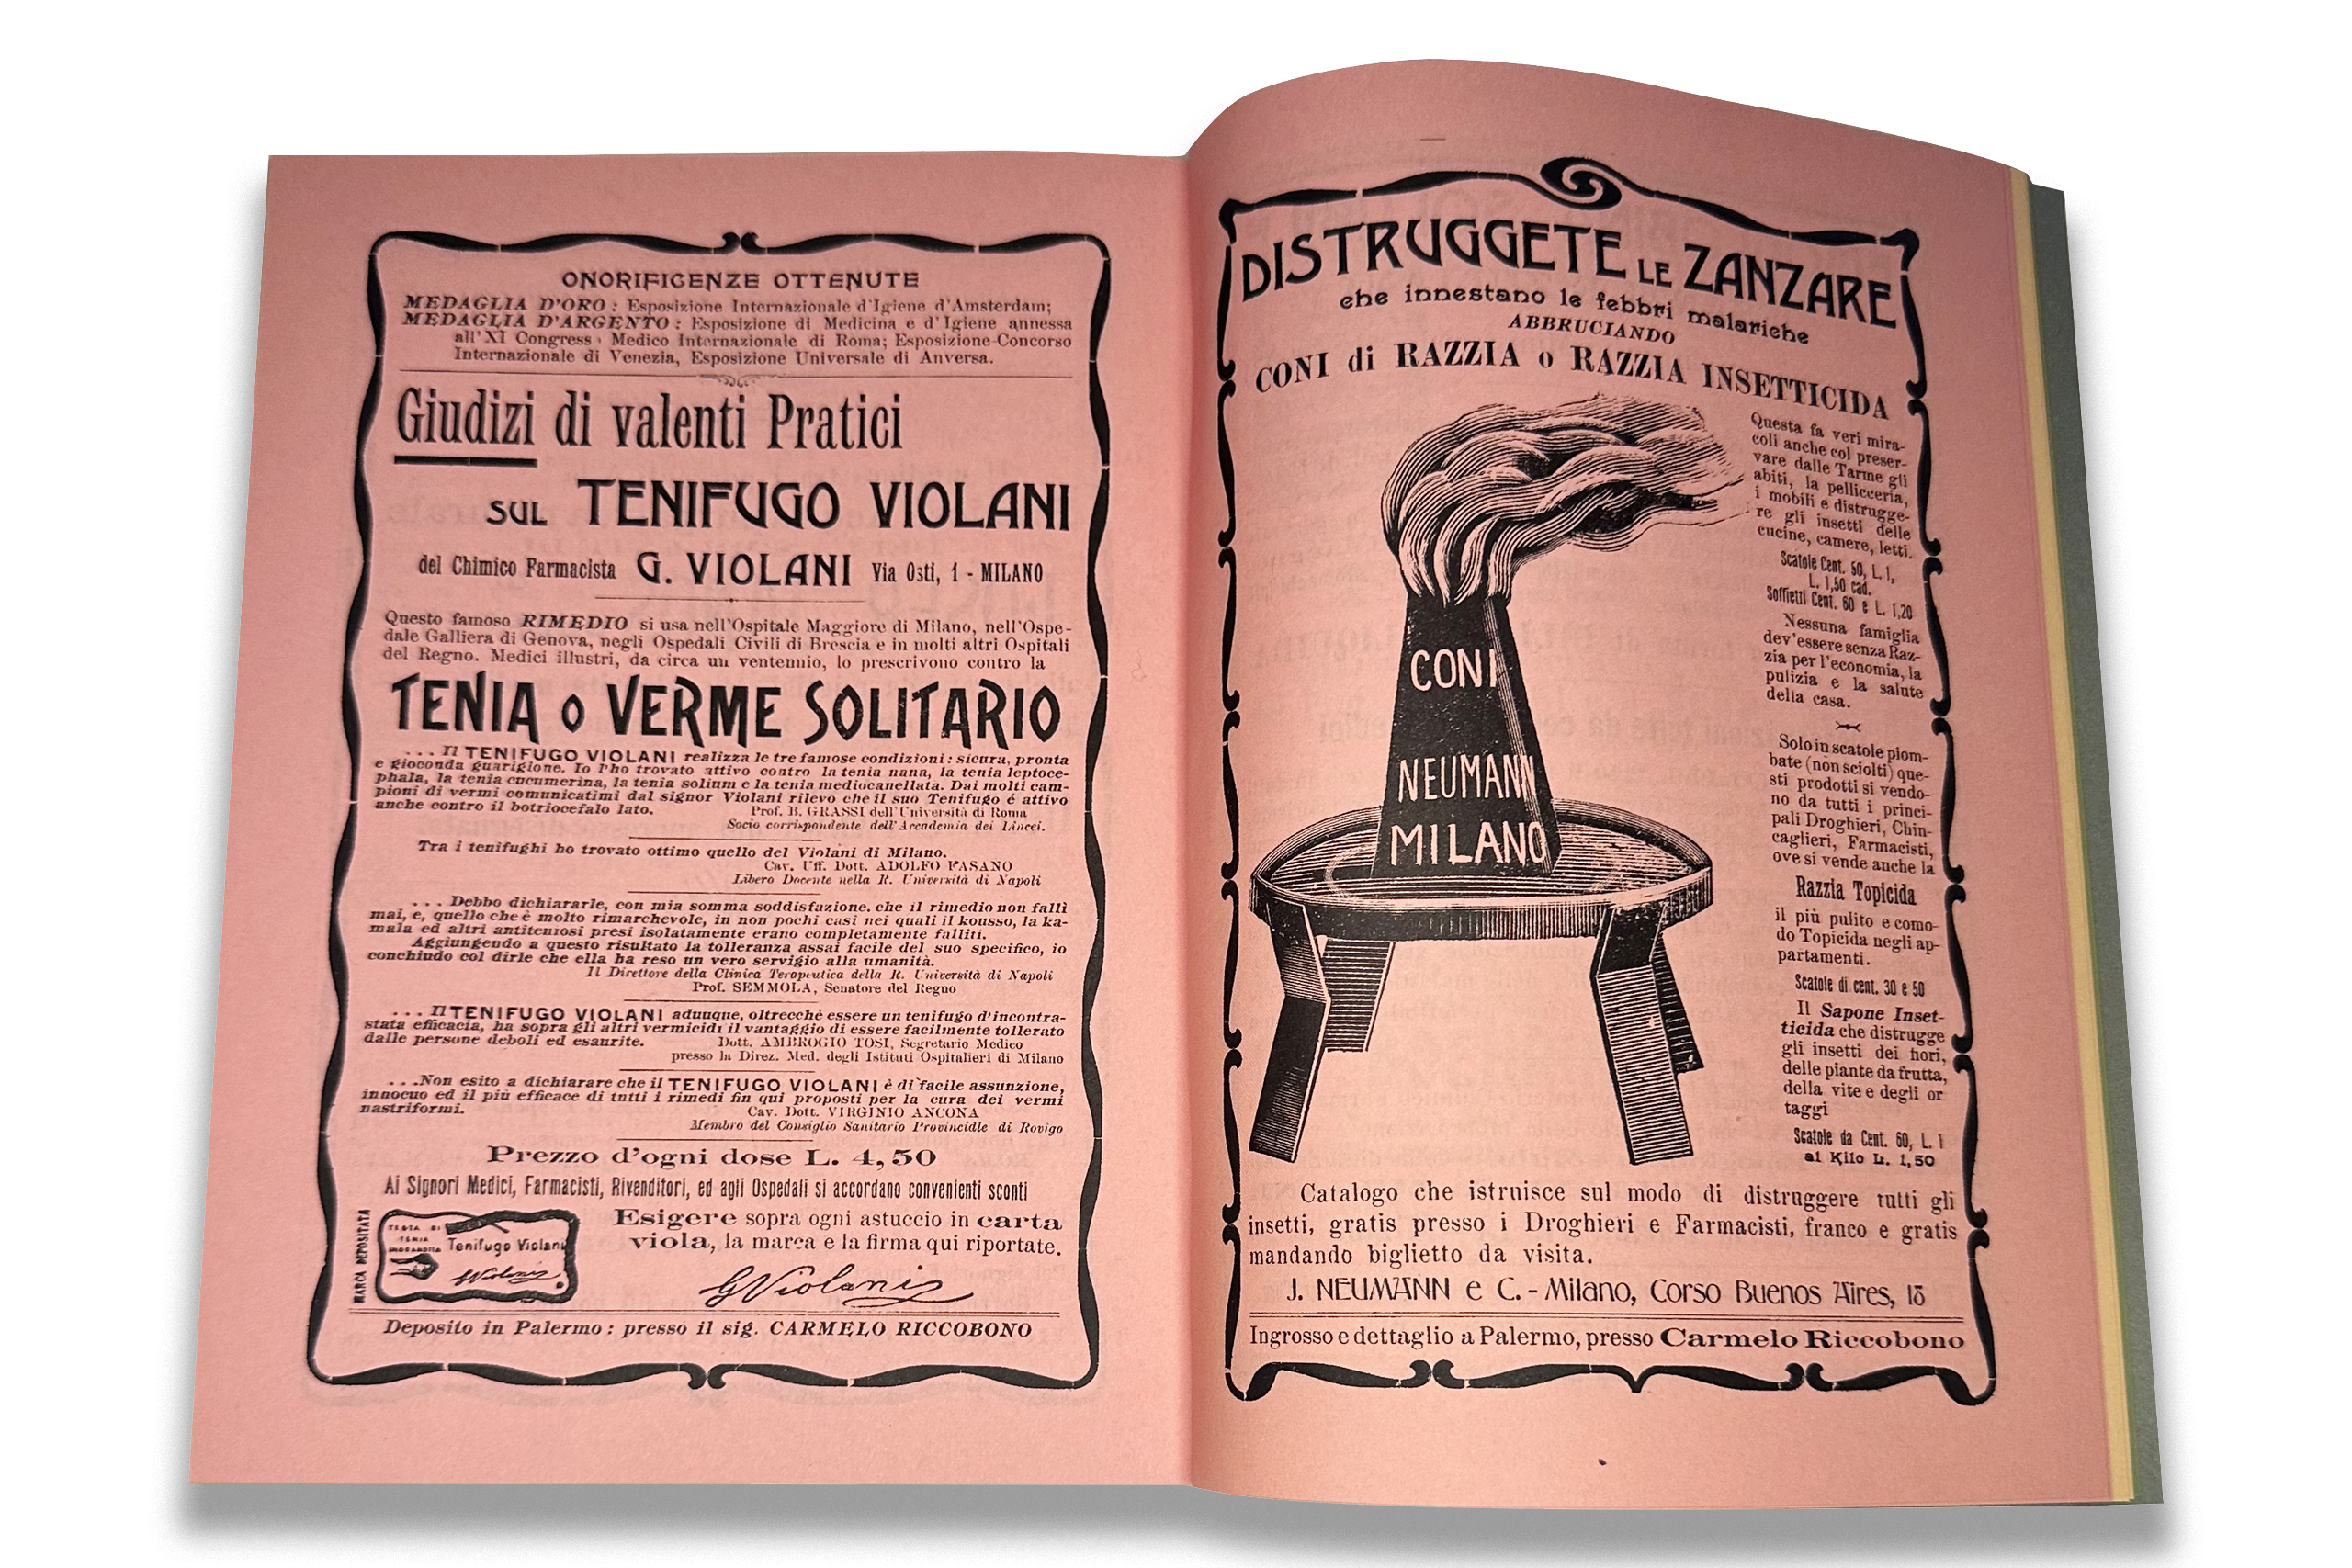 ONORIFICENZE OTTENUTE
MEDAGLIA D'ORO: Esposizione Internazionale d'Igiene d'Amsterdam;
MEDAGLIA D'ARGENTO: Esposizione di Medicina e d'Igiene annessa
all'XI Congress Medico Internazionale di Roma; Esposizione-Concorso
Internazionale di Venezia, Esposizione Universale di Anversa.
Giudizi di valenti Pratici
SUL TENIFUGO VIOLANI
del Chimico Farmacista G. VIOLANI Via Osti, 1 - MILANO
Questo famoso RIMEDIO si usa nell'Ospitale Maggiore di Milano, nell'Ospe-
dale Galliera di Genova, negli Ospedali Civili di Brescia e in molti altri Ospitali
del Regno. Medici illustri, da circa un ventennio, lo prescrivono contro la
TENIA o VERME SOLITARIO
... Il TENIFUGO VIOLANI realizza le tre famose condizioni: sicura, pronta
e gioconda guarigione. Io l'ho trovato attivo contro la tenia nana, la tenia leptoce-
phala, la tenia cucumerina, la tenia solium e la tenia mediocanellata. Dai molti cam-
pioni di vermi comunicatimi dal signor Violani rilevo che il suo Tenifugo é attivo
anche contro il botriocefalo lato. Prof. B. GRASSI dell'Università di Roma
Socio corrispondente dell'Accademia dei Lincei.
Tra i tenifughi ho trovato ottimo quello del Violani di Milano.
Cav. Uff. Dott. ADOLFO FASANO
Libero Docente nella R. Università di Napoli
... Debbo dichiararle, con mia somma soddisfazione, che il rimedio non fallì
mai, e, quello che è molto rimarchevole, in non pochi casi nei quali il kousso, la ka-
mala ed altri antiteniosi presi isolatamente erano completamente falliti.
Aggiungendo a questo risultato la tolleranza assai facile del suo specifico, io
conchiudo col dirle che ella ha reso un vero servigio alla umanità.
Il Direttore della Clinica Terapeutica della R. Università di Napoli
Prof. SEMMOLA, Senatore del Regno
... Il TENIFUGO VIOLANI adunque, oltrecchè essere un tenifugo d'incontra-
stata efficacia, ha sopra gli altri vermicidi il vantaggio di essere facilmente tollerato
dalle persone deboli ed esaurite. Dott. AMBROGIO TOSI, Segretario Medico
presso la Direz. Med. degli Istituti Ospitalieri di Milano
...Non esito a dichiarare che il TENIFUGO VIOLANI è di facile assunzione,
innocuo ed il più efficace di tutti i rimedi fin qui proposti per la cura dei vermi
nastriformi. Cav. Dott. VIRGINIO ANCONA
Membro del Consiglio Sanitario Provincidle di Rovigo
Prezzo d'ogni dose L. 4,50
Ai Signori Medici, Farmacisti, Rivenditori, ed agli Ospedali si accordano convenienti sconti
MARCA DEPOSITATA
TESTA DI
TENIA
INGRANDITA
Tenifugo Violani
G Violani
Esigere sopra ogni astuccio in carta
viola, la marca e la firma qui riportate.
G Violani
Deposito in Palermo: presso il sig. CARMELO RICCOBONO
DISTRUGGETE LE ZANZARE
che innestano le febbri malariche
ABBRUCIANDO
CONI di RAZZIA o RAZZIA INSETTICIDA
CONI
NEUMANN
MILANO
Questa fa veri mira-
coli anche col preser-
vare dalle Tarme gli
abiti, la pellicceria,
i mobili e distrugge-
re gli insetti delle
cucine, camere, letti.
Scatole Cent. 50, L. 1,
L. 1,50 cad.
Soffietti Cent. 60 e L. 1,20
Nessuna famiglia
dev'essere senza Raz-
zia per l'economia, la
pulizia e la salute
della casa.
Solo in scatole piom-
bate (non sciolti) que-
sti prodotti si vendo-
no da tutti i princi-
pali Droghieri, Chin-
caglieri, Farmacisti,
ove si vende anche la
Razzia Topicida
il più pulito e como-
do Topicida negli ap-
partamenti.
Scatole di cent. 30 e 50
Il Sapone Inset-
ticida che distrugge
gli insetti dei fiori,
delle piante da frutta,
della vite e degli or
taggi
Scatole da Cent. 60, L. 1
al Kilo L. 1,50
Catalogo che istruisce sul modo di distruggere tutti gli
insetti, gratis presso i Droghieri e Farmacisti, franco e gratis
mandando biglietto da visita.
J. NEUMANN e C. - Milano, Corso Buenos Aires,
Ingrosso e dettaglio a Palermo, presso Carmelo Riccobono